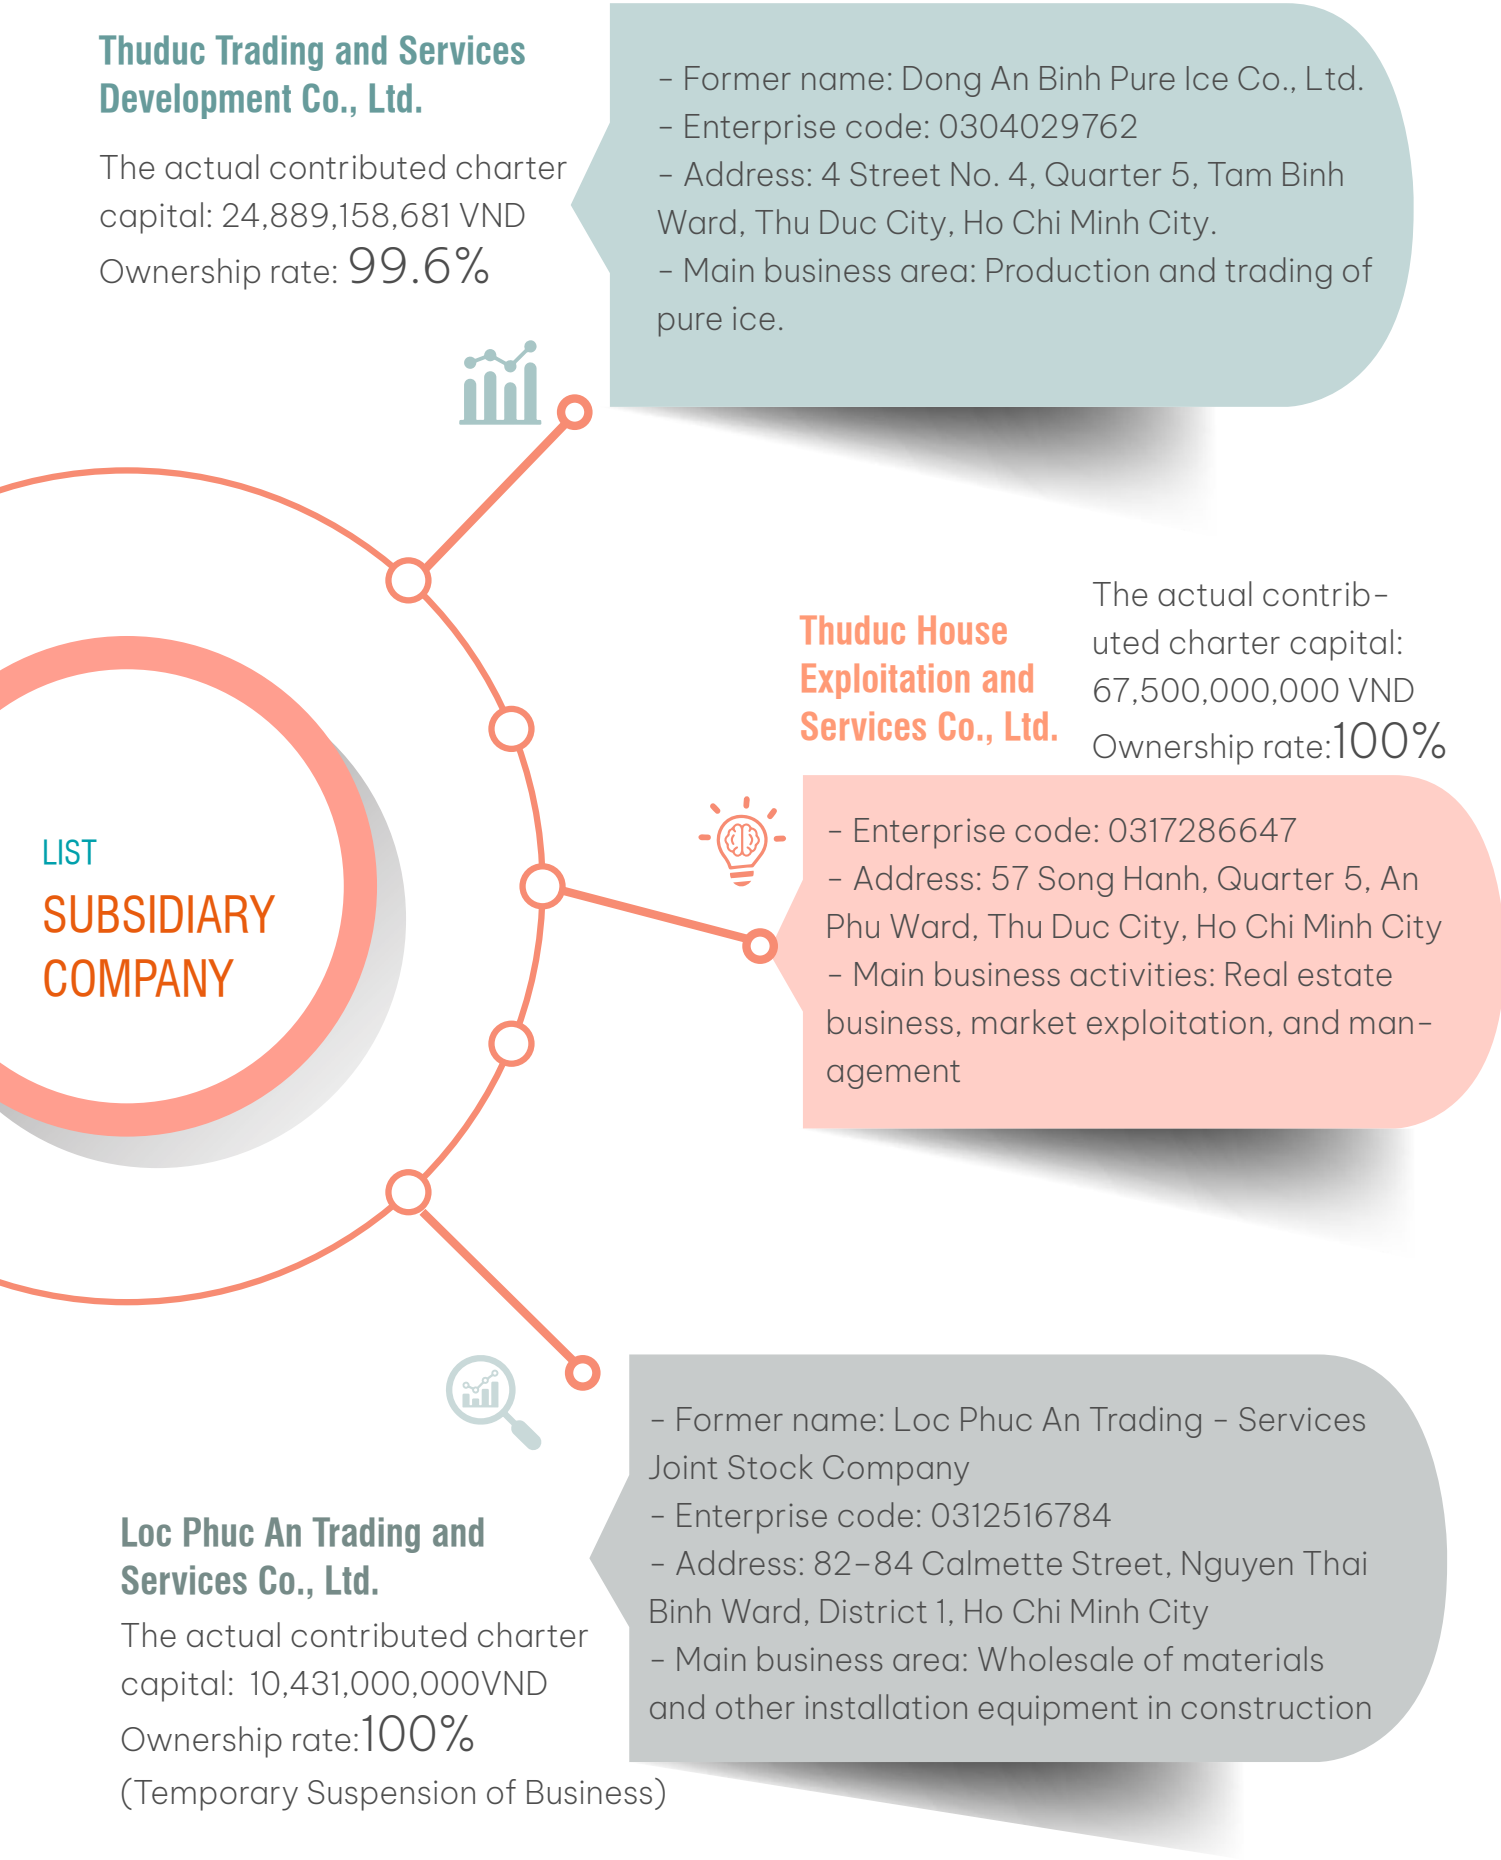 Thuduc Trading and Services
Development Co., Ltd.
The actual contributed charter
capital: 24,889,158,681 VND
Ownership rate: 99.6%
- Former name: Dong An Binh Pure Ice Co., Ltd.
- Enterprise code: 0304029762
- Address: 4 Street No. 4, Quarter 5, Tam Binh
Ward, Thu Duc City, Ho Chi Minh City.
- Main business area: Production and trading of
pure ice.
Thuduc House
Exploitation and
Services Co., Ltd.
The actual contrib-
uted charter capital:
67,500,000,000 VND
Ownership rate:100%
- Enterprise code: 0317286647
- Address: 57 Song Hanh, Quarter 5, An
Phu Ward, Thu Duc City, Ho Chi Minh City
- Main business activities: Real estate
business, market exploitation, and man-
agement
LIST
SUBSIDIARY
COMPANY
Loc Phuc An Trading and
Services Co., Ltd.
The actual contributed charter
capital:  10,431,000,000VND
Ownership rate:100%
(Temporary Suspension of Business)
- Former name: Loc Phuc An Trading - Services
Joint Stock Company
- Enterprise code: 0312516784
- Address: 82-84 Calmette Street, Nguyen Thai
Binh Ward, District 1, Ho Chi Minh City
- Main business area: Wholesale of materials
and other installation equipment in construction